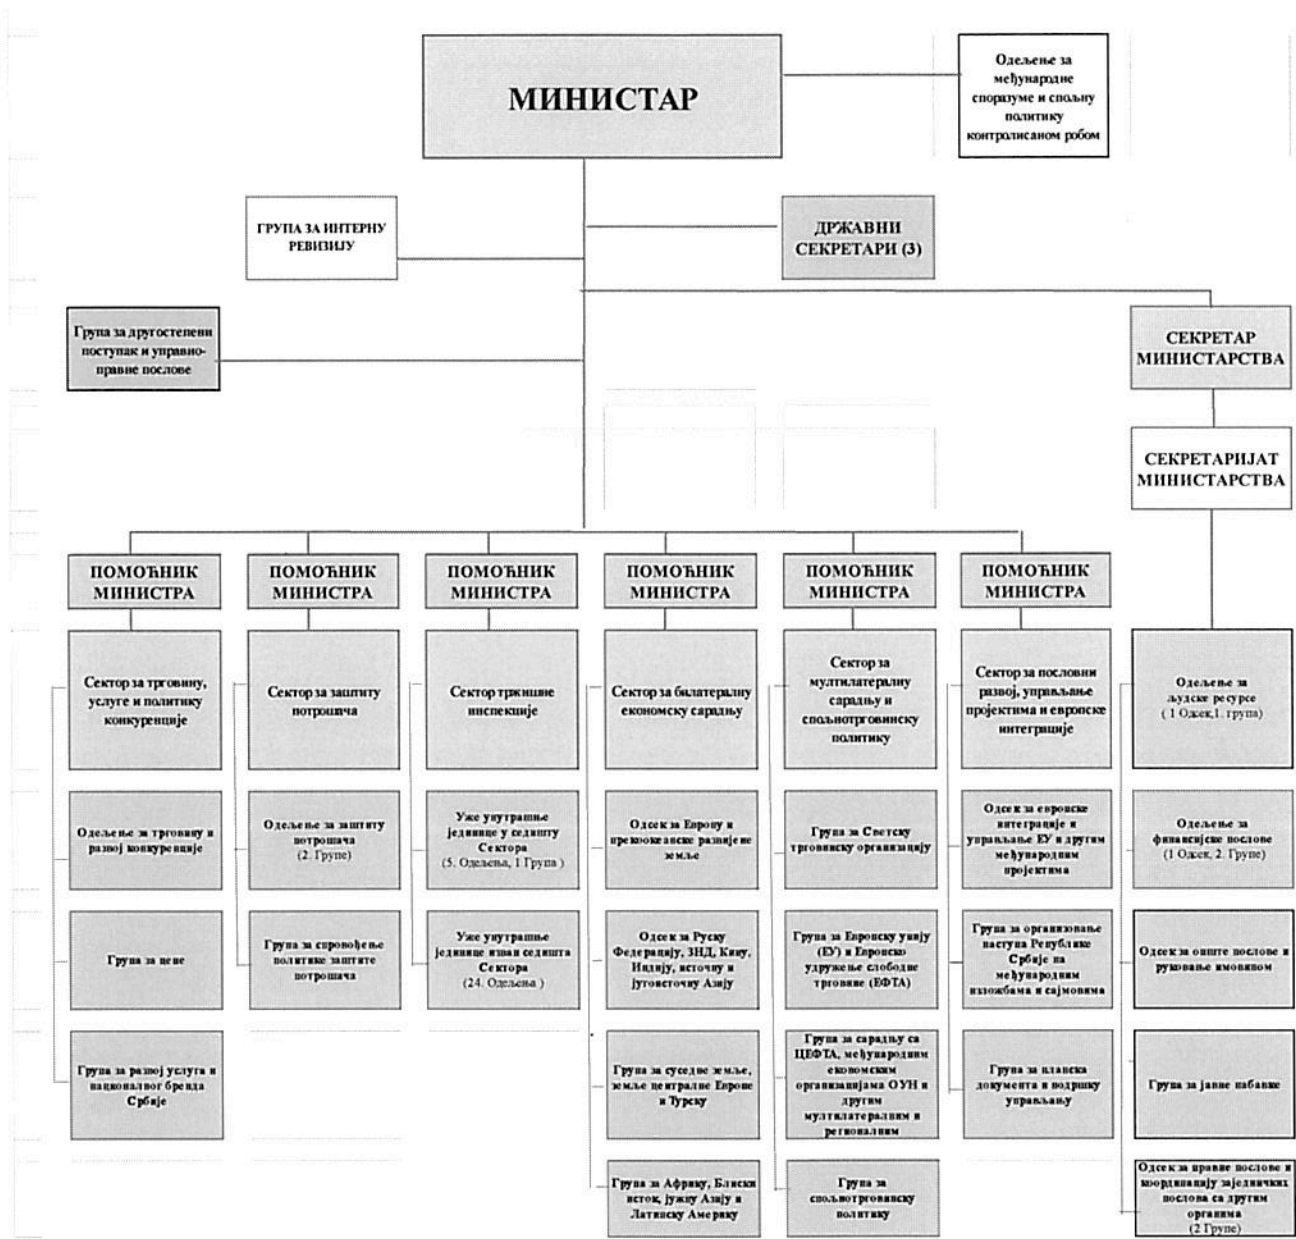 МИНИСТАР
Одељење за
међународне
споразуме и спољну
политику
контролисаном робом
ГРУПА ЗА ИНТЕРНУ
РЕВИЗИЈУ
ДРЖАВНИ
СЕКРЕТАРИ (3)
Група за другостепени
поступак и управно-
правне послове
СЕКРЕТАР
МИНИСТАРСТВА
СЕКРЕТАРИЈАТ
МИНИСТАРСТВА
ПОМОЋНИК
МИНИСТРА
ПОМОЋНИК
МИНИСТРА
ПОМОЋНИК
МИНИСТРА
ПОМОЋНИК
МИНИСТРА
ПОМОЋНИК
МИНИСТРА
ПОМОЋНИК
МИНИСТРА
Сектор за трговину,
услуге и политику
конкуренције
Сектор за заштиту
потрошача
Сектор тржишне
инспекције
Сектор за билатералну
економску сарадњу
Сектор за
мултилатералну
сарадњу и
спољнотрговинску
политику
Сектор за пословни
развој, управљање
пројектима и европске
интеграције
Одељење за
људске ресурсе
( 1 Одсек,1. група)
Одељење за трговину и
развој конкуренције
Одељење за заштиту
потрошача
(2. Групе)
Уже унутрашње
јединице у седишту
Сектора
(5. Одељења, 1 Група )
Одсек за Европу и
прекоокеанске развијене
земље
Група за Светску
трговинску организацију
Одсек за европске
интеграције и
управљање ЕУ и другим
међународним
пројектима
Одељење за
финансијске послове
(1 Одсек, 2. Групе)
Група за цене
Група за спровођење
политике заштите
потрошача
Уже унутрашње
јединице изван седишта
Сектора
(24. Одељења )
Одсек за Руску
Федерацију, ЗНД, Кину,
Индију, источну и
југоисточну Азију
Група за Европску унију
(ЕУ) и Европско
удружење слободне
трговине (ЕФТА)
Група за организовање
наступа Републике
Србије на
међународним
изложбама и сајмовима
Одсек за опште послове и
руковање имовином
Група за развој услуга и
националног бренда
Србије
Група за суседне земље,
земље централне Европе
и Турску
Група за сарадњу са
ЦЕФТА, међународним
економским
организацијама ОУН и
другим
мултилатералним и
регионалним
Група за планска
документа и подршку
управљању
Група за јавне набавке
Група за Африку, Блиски
исток, јужну Азију и
Латинску Америку
Група за
спољнотрговинску
политику
Одсек за правне послове и
координацију заједничких
послова са другим
органима
(2 Групе)